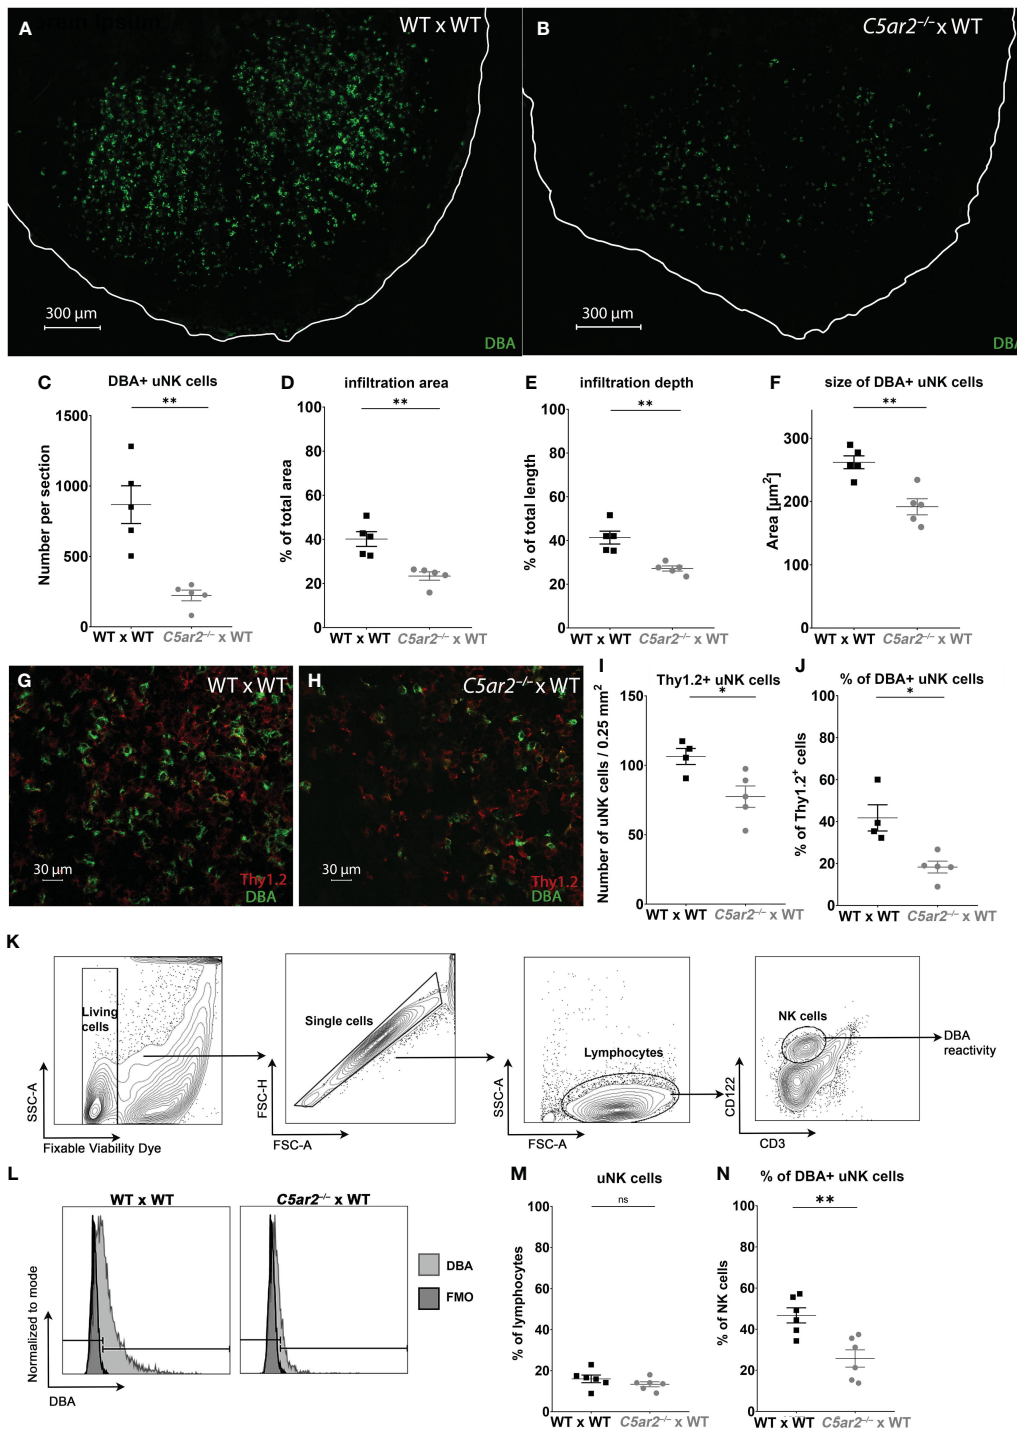 A
WT x WT
300 µm
DBA
B
C5ar2⁻/⁻ x WT
300 µm
DBA
C
DBA+ uNK cells
**
Number per section
1500
1000
500
0
WT x WT C5ar2⁻/⁻ x WT
D
infiltration area
**
% of total area
100
80
60
40
20
0
WT x WT C5ar2⁻/⁻ x WT
E
infiltration depth
**
% of total length
100
80
60
40
20
0
WT x WT C5ar2⁻/⁻ x WT
F
size of DBA+ uNK cells
**
Area [µm²]
300
200
100
0
WT x WT C5ar2⁻/⁻ x WT
G
WT x WT
30 µm
Thy1.2
DBA
H
C5ar2⁻/⁻ x WT
30 µm
Thy1.2
DBA
I
Thy1.2+ uNK cells
*
Number of uNK cells / 0.25 mm²
150
100
50
0
WT x WT C5ar2⁻/⁻ x WT
J
% of DBA+ uNK cells
*
% of Thy1.2⁺ cells
100
80
60
40
20
0
WT x WT C5ar2⁻/⁻ x WT
K
Living
cells
SSC-A
Fixable Viability Dye
Single cells
FSC-H
FSC-A
Lymphocytes
SSC-A
FSC-A
NK cells
CD122
CD3
DBA
reactivity
L
WT x WT
C5ar2⁻/⁻ x WT
Normalized to mode
DBA
DBA
FMO
M
uNK cells
ns
% of lymphocytes
100
80
60
40
20
0
WT x WT C5ar2⁻/⁻ x WT
N
% of DBA+ uNK cells
**
% of NK cells
100
80
60
40
20
0
WT x WT C5ar2⁻/⁻ x WT